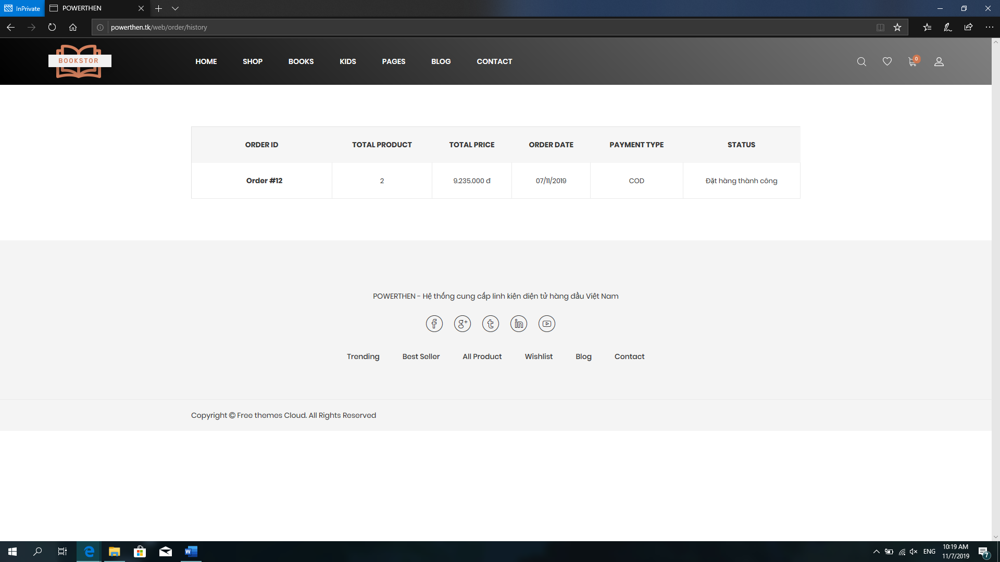 InPrivate POWERTHEN
powerthen.tk/web/order/history
BOOKSTOR HOME SHOP BOOKS KIDS PAGES BLOG CONTACT 0
ORDER ID TOTAL PRODUCT TOTAL PRICE ORDER DATE PAYMENT TYPE STATUS
Order #12 2 9.235.000 đ 07/11/2019 COD Đặt hàng thành công
POWERTHEN - Hệ thống cung cấp linh kiện điện tử hàng đầu Việt Nam
Trending Best Seller All Product Wishlist Blog Contact
Copyright © Free themes Cloud. All Rights Reserved
ENG 10:19 AM
11/7/2019 7